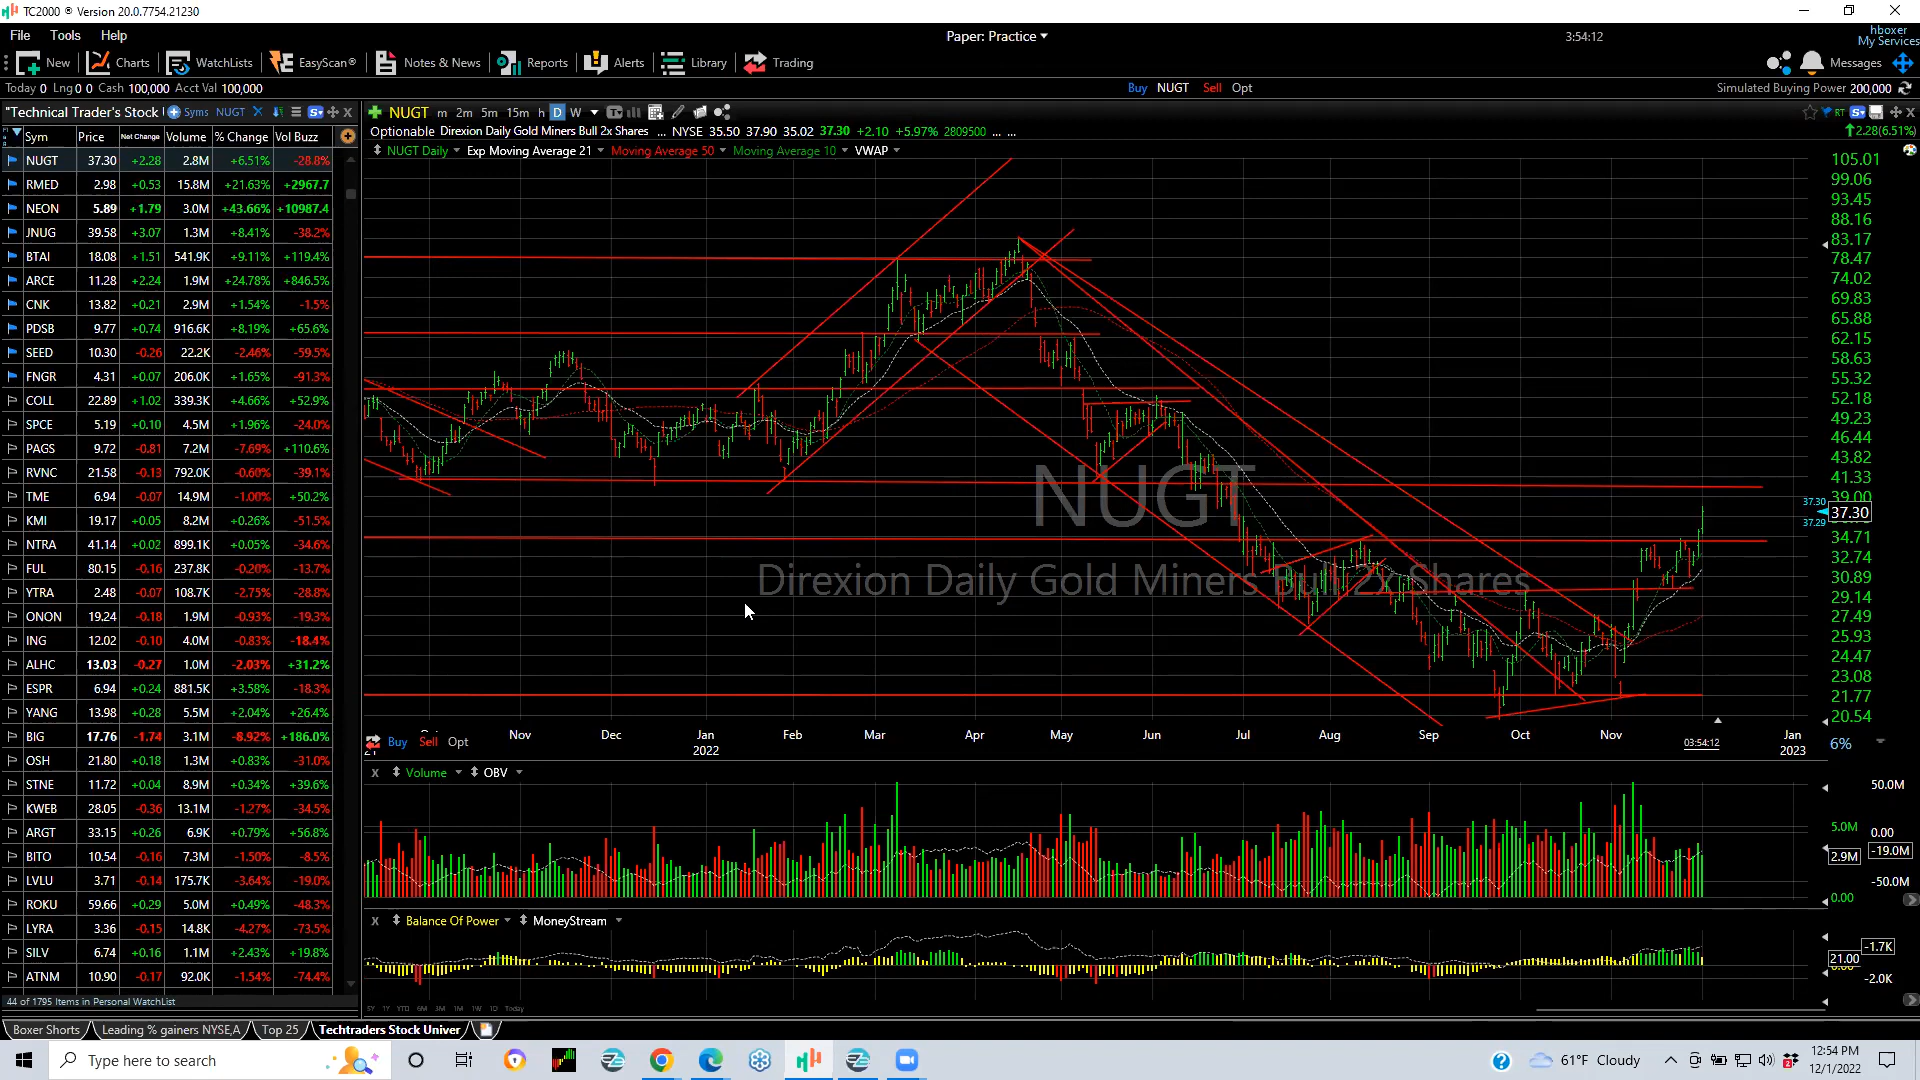 TC2000 ® Version 20.0.7754.21230
File Tools Help
Paper: Practice
3:54:12
hboxer
My Services
New Charts WatchLists EasyScan® Notes & News Reports Alerts Library Trading
Messages
Today 0 Lng 0 0 Cash 100,000 Acct Val 100,000
Buy NUGT Sell Opt
Simulated Buying Power 200,000
"Technical Trader's Stock Syms NUGT
NUGT m 2m 5m 15m h D W
RT
Optionable Direxion Daily Gold Miners Bull 2x Shares ... NYSE 35.50 37.90 35.02 37.30 +2.10 +5.97% 2809500 ... ...
2.28(6.51%)
NUGT Daily Exp Moving Average 21 Moving Average 50 Moving Average 10 VWAP
Sym Price Net Change Volume % Change Vol Buzz
NUGT 37.30 +2.28 2.8M +6.51% -28.8%
RMED 2.98 +0.53 15.8M +21.63% +2967.7
NEON 5.89 +1.79 3.0M +43.66% +10987.4
JNUG 39.58 +3.07 1.3M +8.41% -38.2%
BTAI 18.08 +1.51 541.9K +9.11% +119.4%
ARCE 11.28 +2.24 1.9M +24.78% +846.5%
CNK 13.82 +0.21 2.9M +1.54% -1.5%
PDSB 9.77 +0.74 916.6K +8.19% +65.6%
SEED 10.30 -0.26 22.2K -2.46% -59.5%
FNGR 4.31 +0.07 206.0K +1.65% -91.3%
COLL 22.89 +1.02 339.3K +4.66% +52.9%
SPCE 5.19 +0.10 4.5M +1.96% -24.0%
PAGS 9.72 -0.81 7.2M -7.69% +110.6%
RVNC 21.58 -0.13 792.0K -0.60% -39.1%
TME 6.94 -0.07 14.9M -1.00% +50.2%
KMI 19.17 +0.05 8.2M +0.26% -51.5%
NTRA 41.14 +0.02 899.1K +0.05% -34.6%
FUL 80.15 -0.16 237.8K -0.20% -13.7%
YTRA 2.48 -0.07 108.7K -2.75% -28.8%
ONON 19.24 -0.18 1.9M -0.93% -19.3%
ING 12.02 -0.10 4.0M -0.83% -18.4%
ALHC 13.03 -0.27 1.0M -2.03% +31.2%
ESPR 6.94 +0.24 881.5K +3.58% -18.3%
YANG 13.98 +0.28 5.5M +2.04% +26.4%
BIG 17.76 -1.74 3.1M -8.92% +186.0%
OSH 21.80 +0.18 1.3M +0.83% -31.0%
STNE 11.72 +0.04 8.9M +0.34% +39.6%
KWEB 28.05 -0.36 13.1M -1.27% -34.5%
ARGT 33.15 +0.26 6.9K +0.79% +56.8%
BITO 10.54 -0.16 7.3M -1.50% -8.5%
LVLU 3.71 -0.14 175.7K -3.64% -19.0%
ROKU 59.66 +0.29 5.0M +0.49% -48.3%
LYRA 3.36 -0.15 14.8K -4.27% -73.5%
SILV 6.74 +0.16 1.1M +2.43% +19.8%
ATNM 10.90 -0.17 92.0K -1.54% -74.4%
44 of 1795 Items in Personal WatchList
NUGT
Direxion Daily Gold Miners Bull 2x Shares
105.01
99.06
93.45
88.16
83.17
78.47
74.02
69.83
65.88
62.15
58.63
55.32
52.18
49.23
46.44
43.82
41.33
39.00
37.30 37.30
37.29
34.71
32.74
30.89
29.14
27.49
25.93
24.47
23.08
21.77
20.54
6%
Nov Dec Jan Feb Mar Apr May Jun Jul Aug Sep Oct Nov Jan
2022 03:54:12 2023
Buy Sell Opt
21
Volume OBV
50.0M
5.0M 0.00
2.9M -19.0M
-50.0M
0.00
Balance Of Power MoneyStream
-1.7K
21.00
-2.0K
5Y 1Y YTD 6M 3M 1M 1W 1D Today
Boxer Shorts Leading % gainers NYSE,A Top 25 Techtraders Stock Univer
Type here to search
61°F Cloudy
12:54 PM
12/1/2022